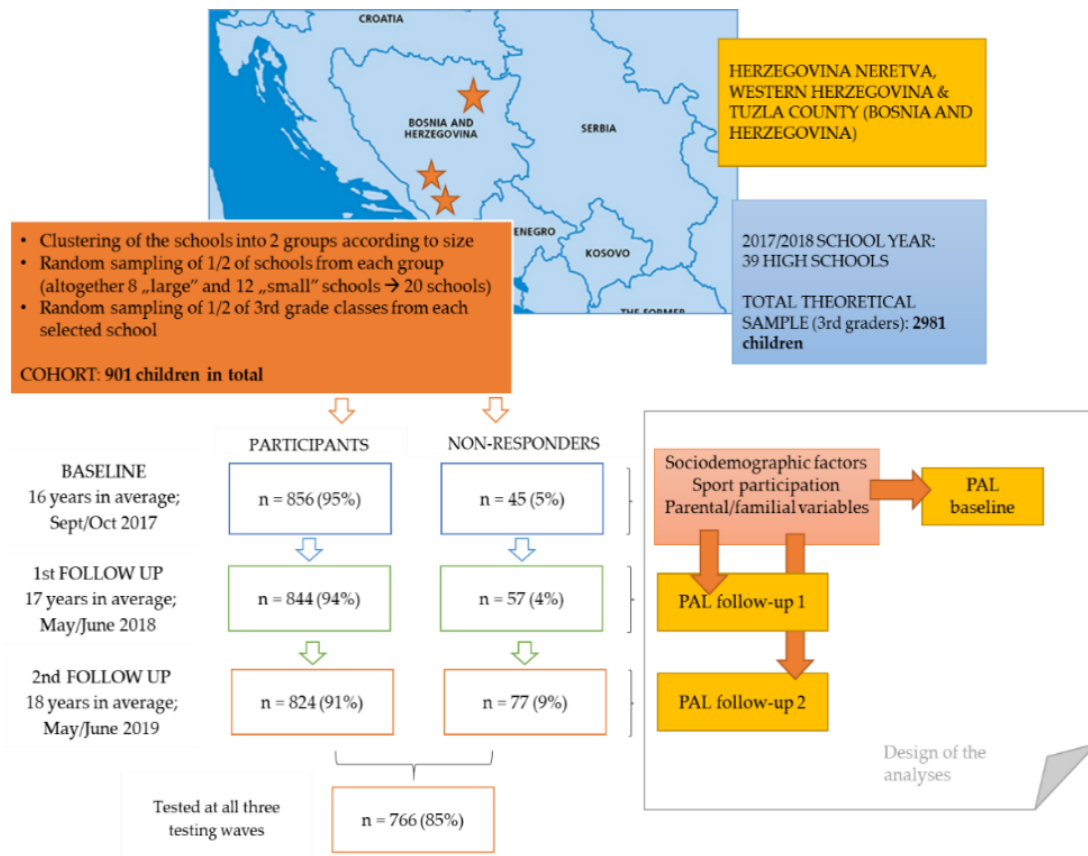 CROATIA
BOSNIA AND
HERZEGOVINA
SERBIA
ENEGRO
KOSOVO
THE FORMER
HERZEGOVINA NERETVA,
WESTERN HERZEGOVINA &
TUZLA COUNTY (BOSNIA AND
HERZEGOVINA)
2017/2018 SCHOOL YEAR:
39 HIGH SCHOOLS
TOTAL THEORETICAL
SAMPLE (3rd graders): 2981
children
• Clustering of the schools into 2 groups according to size
• Random sampling of 1/2 of schools from each group
(altogether 8 „large” and 12 „small” schools → 20 schools)
• Random sampling of 1/2 of 3rd grade classes from each
selected school
COHORT: 901 children in total
PARTICIPANTS
NON-RESPONDERS
BASELINE
16 years in average;
Sept/Oct 2017
n = 856 (95%)
n = 45 (5%)
1st FOLLOW UP
17 years in average;
May/June 2018
n = 844 (94%)
n = 57 (4%)
2nd FOLLOW UP
18 years in average;
May/June 2019
n = 824 (91%)
n = 77 (9%)
Tested at all three
testing waves
n = 766 (85%)
Sociodemographic factors
Sport participation
Parental/familial variables
PAL
baseline
PAL follow-up 1
PAL follow-up 2
Design of the
analyses